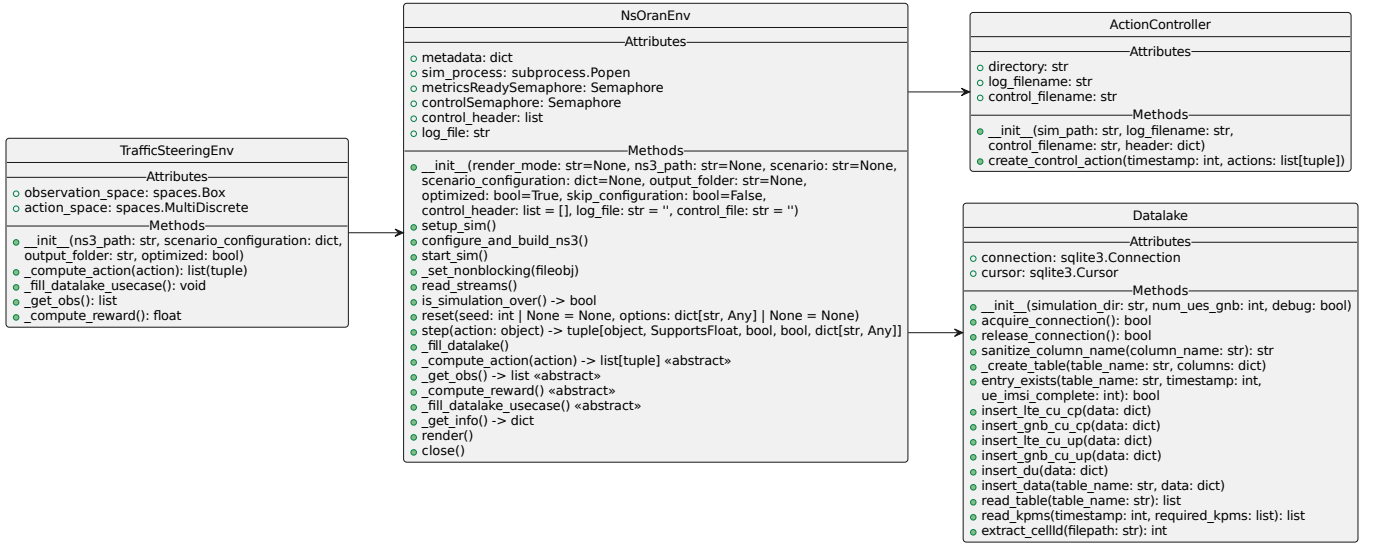 TrafficSteeringEnv
Attributes
observation_space: spaces.Box
action_space: spaces.MultiDiscrete
Methods
__init__(ns3_path: str, scenario_configuration: dict,
output_folder: str, optimized: bool)
_compute_action(action): list(tuple)
_fill_datalake_usecase(): void
_get_obs(): list
_compute_reward(): float
NsOranEnv
Attributes
metadata: dict
sim_process: subprocess.Popen
metricsReadySemaphore: Semaphore
controlSemaphore: Semaphore
control_header: list
log_file: str
Methods
__init__(render_mode: str=None, ns3_path: str=None, scenario: str=None,
scenario_configuration: dict=None, output_folder: str=None,
optimized: bool=True, skip_configuration: bool=False,
control_header: list = [], log_file: str = '', control_file: str = '')
setup_sim()
configure_and_build_ns3()
start_sim()
_set_nonblocking(fileobj)
read_streams()
is_simulation_over() -> bool
reset(seed: int | None = None, options: dict[str, Any] | None = None)
step(action: object) -> tuple[object, SupportsFloat, bool, bool, dict[str, Any]]
_fill_datalake()
_compute_action(action) -> list[tuple] «abstract»
_get_obs() -> list «abstract»
_compute_reward() «abstract»
_fill_datalake_usecase() «abstract»
_get_info() -> dict
render()
close()
ActionController
Attributes
directory: str
log_filename: str
control_filename: str
Methods
__init__(sim_path: str, log_filename: str,
control_filename: str, header: dict)
create_control_action(timestamp: int, actions: list[tuple])
Datalake
Attributes
connection: sqlite3.Connection
cursor: sqlite3.Cursor
Methods
__init__(simulation_dir: str, num_ues_gnb: int, debug: bool)
acquire_connection(): bool
release_connection(): bool
sanitize_column_name(column_name: str): str
_create_table(table_name: str, columns: dict)
entry_exists(table_name: str, timestamp: int,
ue_imsi_complete: int): bool
insert_lte_cu_cp(data: dict)
insert_gnb_cu_cp(data: dict)
insert_lte_cu_up(data: dict)
insert_gnb_cu_up(data: dict)
insert_du(data: dict)
insert_data(table_name: str, data: dict)
read_table(table_name: str): list
read_kpms(timestamp: int, required_kpms: list): list
extract_cellId(filepath: str): int